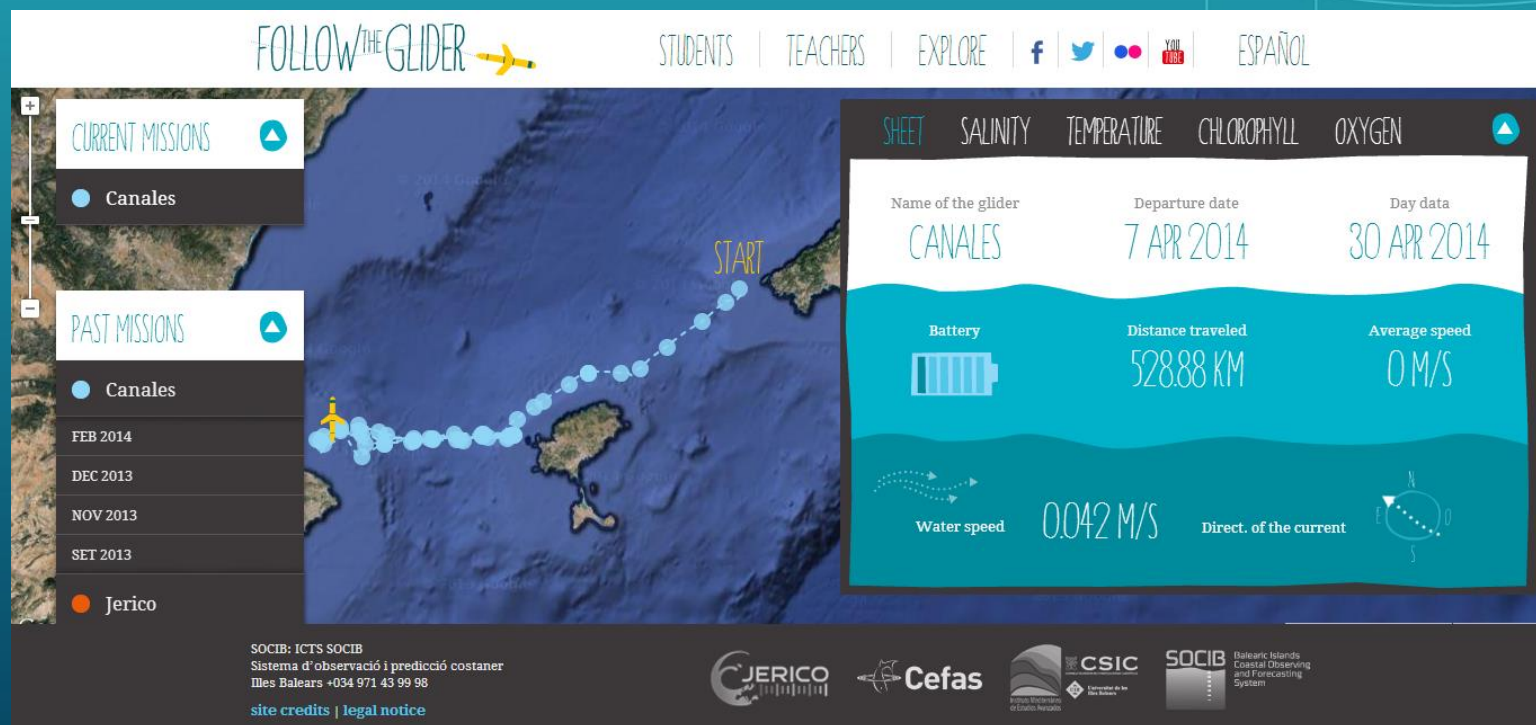 FOLLOW THE GLIDER
STUDENTS
TEACHERS
EXPLORE
f
YOU TUBE
ESPAÑOL
CURRENT MISSIONS
Canales
PAST MISSIONS
Canales
FEB 2014
DEC 2013
NOV 2013
SET 2013
Jerico
START
SHEET
SALINITY
TEMPERATURE
CHLOROPHYLL
OXYGEN
Name of the glider
CANALES
Departure date
7 APR 2014
Day data
30 APR 2014
Battery
Distance traveled
528.88 KM
Average speed
0 M/S
Water speed
0.042 M/S
Direct. of the current
N
E
O
S
SOCIB: ICTS SOCIB
Sistema d'observació i predicció costaner
Illes Balears +034 971 43 99 98
site credits | legal notice
JERICO
Cefas
CSIC
SOCIB
Balearic Islands
Coastal Observing
and Forecasting
System